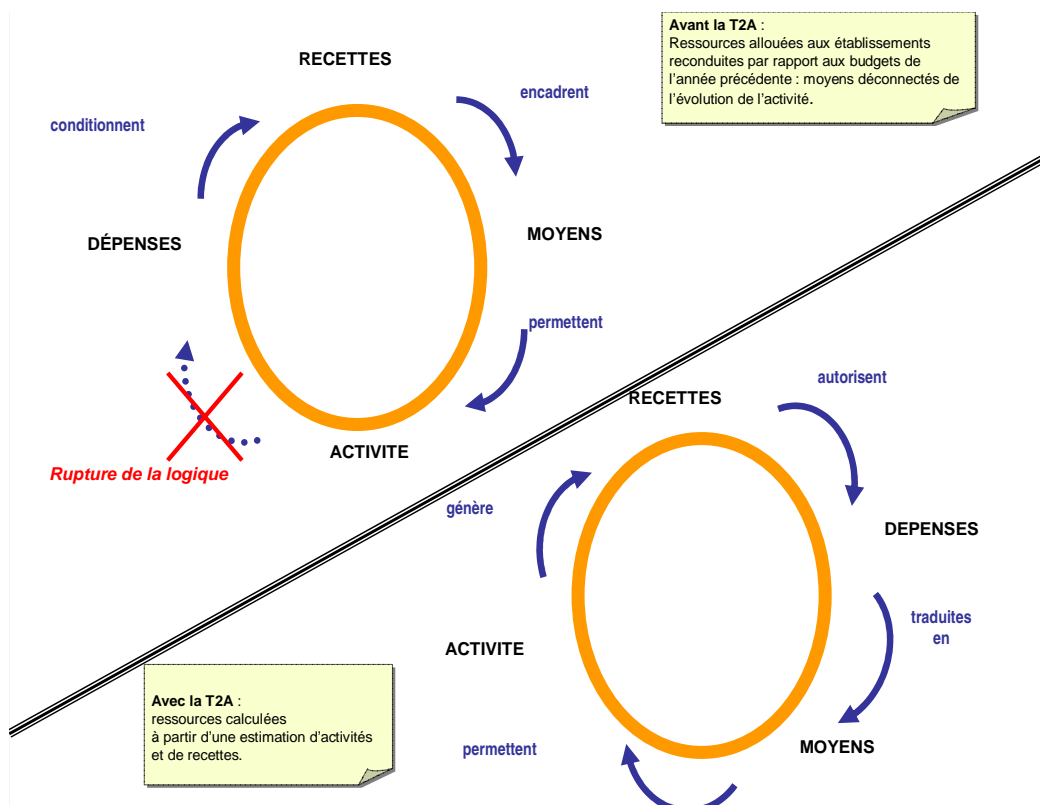 Avant la T2A :
Ressources allouées aux établissements
reconduites par rapport aux budgets de
l'année précédente : moyens déconnectés de
l'évolution de l'activité.
RECETTES
encadrent
conditionnent
DÉPENSES
MOYENS
permettent
ACTIVITE
Rupture de la logique
RECETTES
autorisent
génère
DEPENSES
traduites
en
ACTIVITE
MOYENS
permettent
Avec la T2A :
ressources calculées
à partir d'une estimation d'activités
et de recettes.